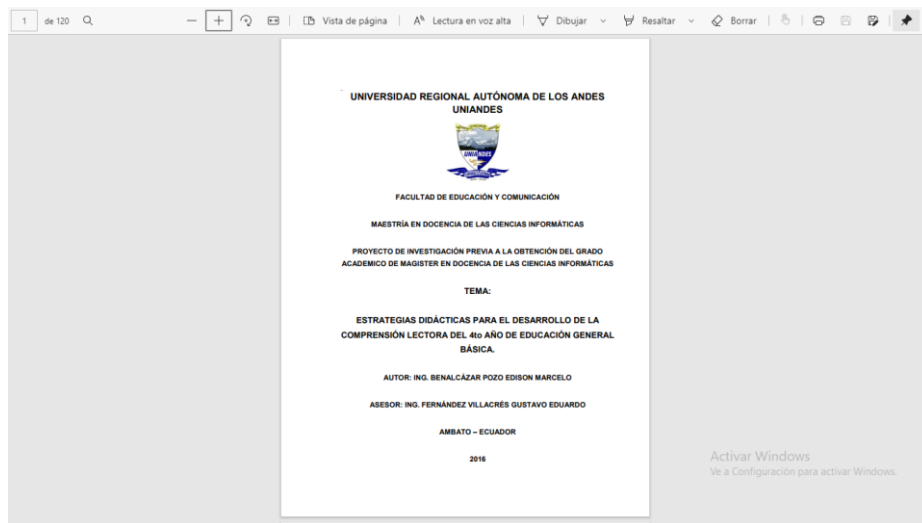 1 de 120 Vista de página Lectura en voz alta Dibujar Resaltar Borrar
UNIVERSIDAD REGIONAL AUTÓNOMA DE LOS ANDES
UNIANDES
UNIANDES
FACULTAD DE EDUCACIÓN Y COMUNICACIÓN
MAESTRÍA EN DOCENCIA DE LAS CIENCIAS INFORMÁTICAS
PROYECTO DE INVESTIGACIÓN PREVIA A LA OBTENCIÓN DEL GRADO
ACADEMICO DE MAGISTER EN DOCENCIA DE LAS CIENCIAS INFORMÁTICAS
TEMA:
ESTRATEGIAS DIDÁCTICAS PARA EL DESARROLLO DE LA
COMPRENSIÓN LECTORA DEL 4to AÑO DE EDUCACIÓN GENERAL
BÁSICA.
AUTOR: ING. BENALCÁZAR POZO EDISON MARCELO
ASESOR: ING. FERNÁNDEZ VILLACRÉS GUSTAVO EDUARDO
AMBATO – ECUADOR
2016
Activar Windows
Ve a Configuración para activar Windows.